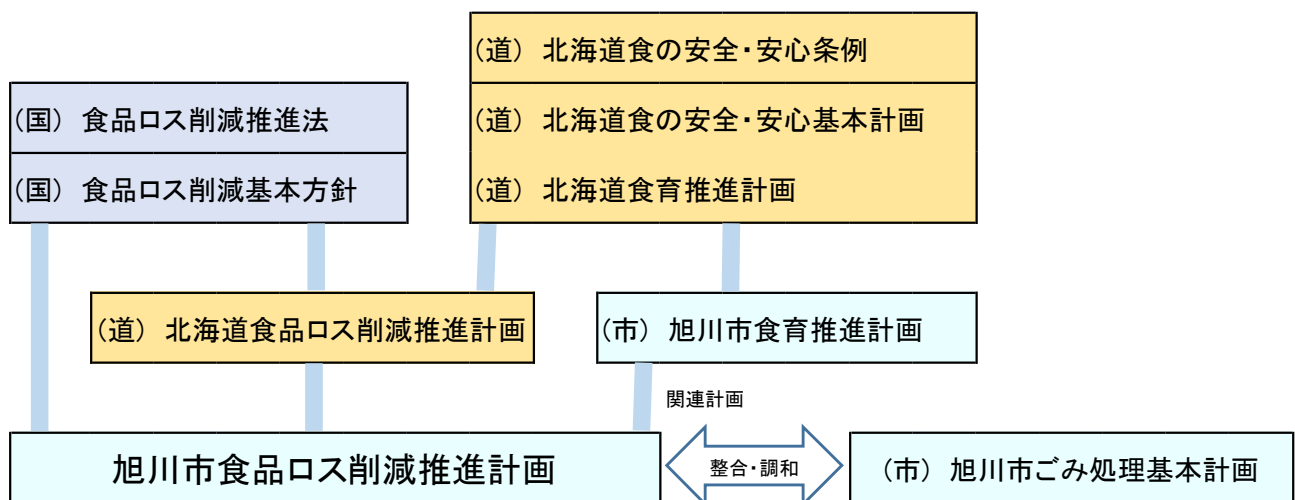 (道) 北海道食の安全・安心条例
(国) 食品ロス削減推進法
(道) 北海道食の安全・安心基本計画
(国) 食品ロス削減基本方針
(道) 北海道食育推進計画
(道) 北海道食品ロス削減推進計画
(市) 旭川市食育推進計画
関連計画
旭川市食品ロス削減推進計画
整合・調和
(市) 旭川市ごみ処理基本計画